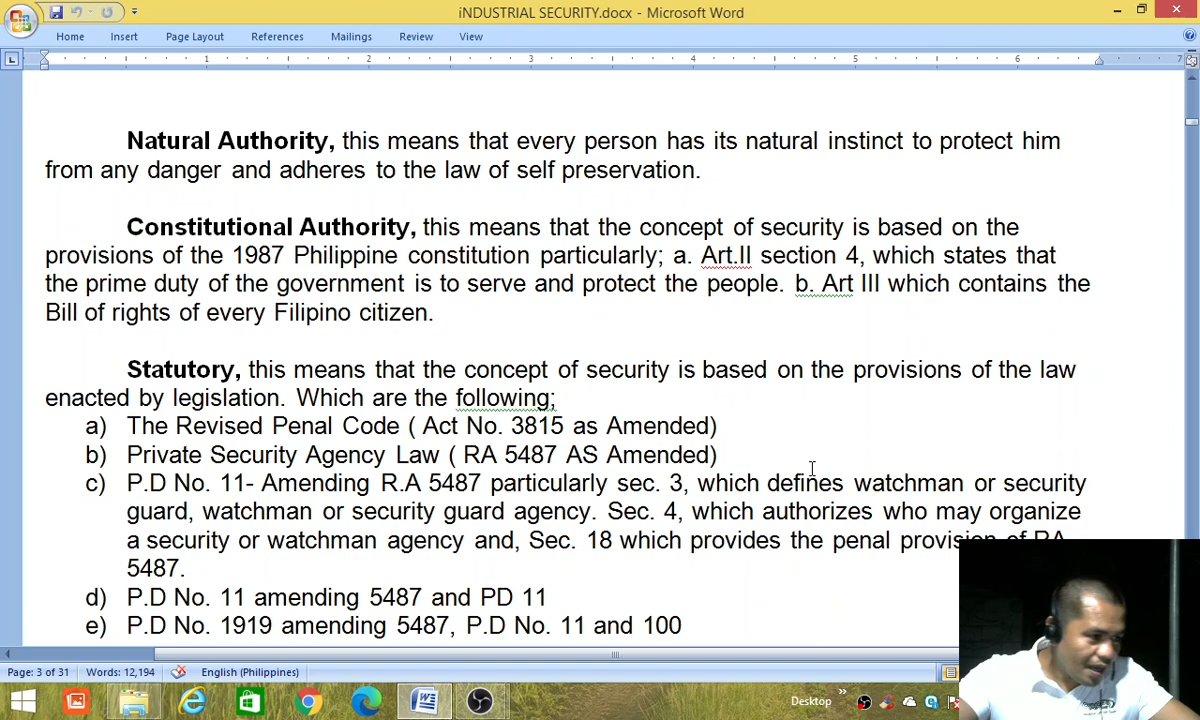 iNDUSTRIAL SECURITY.docx - Microsoft Word
Home Insert Page Layout References Mailings Review View
1 1 2 3 4 5 6 7
Natural Authority, this means that every person has its natural instinct to protect him
from any danger and adheres to the law of self preservation.
Constitutional Authority, this means that the concept of security is based on the
provisions of the 1987 Philippine constitution particularly; a. Art.II section 4, which states that
the prime duty of the government is to serve and protect the people. b. Art III which contains the
Bill of rights of every Filipino citizen.
Statutory, this means that the concept of security is based on the provisions of the law
enacted by legislation. Which are the following;
a) The Revised Penal Code ( Act No. 3815 as Amended)
b) Private Security Agency Law ( RA 5487 AS Amended)
c) P.D No. 11- Amending R.A 5487 particularly sec. 3, which defines watchman or security
guard, watchman or security guard agency. Sec. 4, which authorizes who may organize
a security or watchman agency and, Sec. 18 which provides the penal provision of RA
5487.
d) P.D No. 11 amending 5487 and PD 11
e) P.D No. 1919 amending 5487, P.D No. 11 and 100
Page: 3 of 31 Words: 12,194 English (Philippines)
Desktop